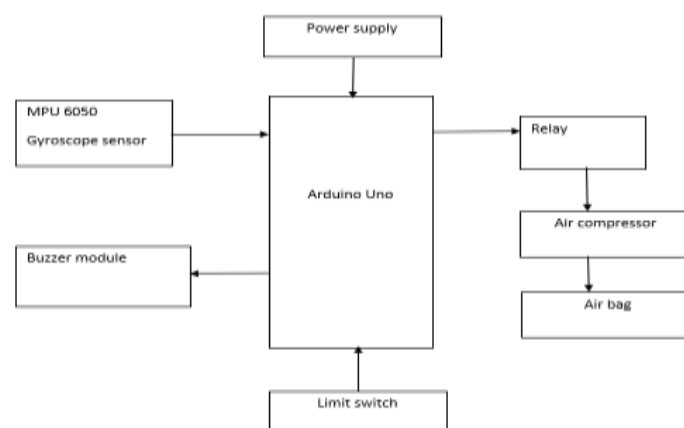 Power supply
MPU 6050
Gyroscope sensor
Relay
Arduino Uno
Air compressor
Buzzer module
Air bag
Limit switch